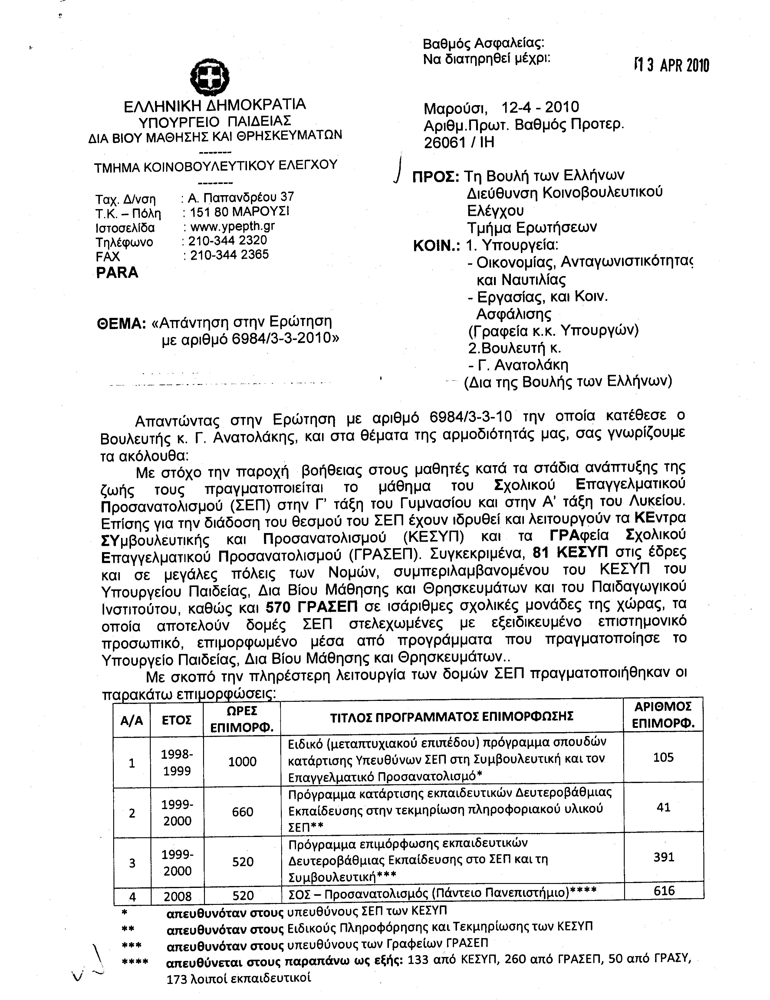 Βαθμός Ασφαλείας:
Να διατηρηθεί μέχρι:
13 APR 2010
ΕΛΛΗΝΙΚΗ ΔΗΜΟΚΡΑΤΙΑ
ΥΠΟΥΡΓΕΙΟ ΠΑΙΔΕΙΑΣ
ΔΙΑ ΒΙΟΥ ΜΑΘΗΣΗΣ ΚΑΙ ΘΡΗΣΚΕΥΜΑΤΩΝ
-------
ΤΜΗΜΑ ΚΟΙΝΟΒΟΥΛΕΥΤΙΚΟΥ ΕΛΕΓΧΟΥ
-------
Ταχ. Δ/νση : Α. Παπανδρέου 37
Τ.Κ. – Πόλη : 151 80 ΜΑΡΟΥΣΙ
Ιστοσελίδα : www.ypepth.gr
Τηλέφωνο : 210-344 2320
FAX : 210-344 2365
PARA
Μαρούσι, 12-4 - 2010
Αριθμ.Πρωτ. Βαθμός Προτερ.
26061 / ΙΗ
ΠΡΟΣ: Τη Βουλή των Ελλήνων
Διεύθυνση Κοινοβουλευτικού
Ελέγχου
Τμήμα Ερωτήσεων
ΚΟΙΝ.: 1. Υπουργεία:
- Οικονομίας, Ανταγωνιστικότητας
και Ναυτιλίας
- Εργασίας, και Κοιν.
Ασφάλισης
(Γραφεία κ.κ. Υπουργών)
2.Βουλευτή κ.
- Γ. Ανατολάκη
(Δια της Βουλής των Ελλήνων)
ΘΕΜΑ: «Απάντηση στην Ερώτηση
με αριθμό 6984/3-3-2010»
Απαντώντας στην Ερώτηση με αριθμό 6984/3-3-10 την οποία κατέθεσε ο
Βουλευτής κ. Γ. Ανατολάκης, και στα θέματα της αρμοδιότητάς μας, σας γνωρίζουμε
τα ακόλουθα:
Με στόχο την παροχή βοήθειας στους μαθητές κατά τα στάδια ανάπτυξης της
ζωής τους πραγματοποιείται το μάθημα του Σχολικού Επαγγελματικού
Προσανατολισμού (ΣΕΠ) στην Γ' τάξη του Γυμνασίου και στην Α' τάξη του Λυκείου.
Επίσης για την διάδοση του θεσμού του ΣΕΠ έχουν ιδρυθεί και λειτουργούν τα ΚΕντρα
ΣΥμβουλευτικής και Προσανατολισμού (ΚΕΣΥΠ) και τα ΓΡΑφεία Σχολικού
Επαγγελματικού Προσανατολισμού (ΓΡΑΣΕΠ). Συγκεκριμένα, 81 ΚΕΣΥΠ στις έδρες
και σε μεγάλες πόλεις των Νομών, συμπεριλαμβανομένου του ΚΕΣΥΠ του
Υπουργείου Παιδείας, Δια Βίου Μάθησης και Θρησκευμάτων και του Παιδαγωγικού
Ινστιτούτου, καθώς και 570 ΓΡΑΣΕΠ σε ισάριθμες σχολικές μονάδες της χώρας, τα
οποία αποτελούν δομές ΣΕΠ στελεχωμένες με εξειδικευμένο επιστημονικό
προσωπικό, επιμορφωμένο μέσα από προγράμματα που πραγματοποίησε το
Υπουργείο Παιδείας, Δια Βίου Μάθησης και Θρησκευμάτων..
Με σκοπό την πληρέστερη λειτουργία των δομών ΣΕΠ πραγματοποιήθηκαν οι
παρακάτω επιμορφώσεις:
Α/Α ΕΤΟΣ ΩΡΕΣ ΕΠΙΜΟΡΦ. ΤΙΤΛΟΣ ΠΡΟΓΡΑΜΜΑΤΟΣ ΕΠΙΜΟΡΦΩΣΗΣ ΑΡΙΘΜΟΣ ΕΠΙΜΟΡΦ.
1 1998-1999 1000 Ειδικό (μεταπτυχιακού επιπέδου) πρόγραμμα σπουδών
κατάρτισης Υπευθύνων ΣΕΠ στη Συμβουλευτική και τον
Επαγγελματικό Προσανατολισμό* 105
2 1999-2000 660 Πρόγραμμα κατάρτισης εκπαιδευτικών Δευτεροβάθμιας
Εκπαίδευσης στην τεκμηρίωση πληροφοριακού υλικού
ΣΕΠ** 41
3 1999-2000 520 Πρόγραμμα επιμόρφωσης εκπαιδευτικών
Δευτεροβάθμιας Εκπαίδευσης στο ΣΕΠ και τη
Συμβουλευτική*** 391
4 2008 520 ΣΟΣ – Προσανατολισμός (Πάντειο Πανεπιστήμιο)**** 616
* απευθυνόταν στους υπευθύνους ΣΕΠ των ΚΕΣΥΠ
** απευθυνόταν στους Ειδικούς Πληροφόρησης και Τεκμηρίωσης των ΚΕΣΥΠ
*** απευθυνόταν στους υπευθύνους των Γραφείων ΓΡΑΣΕΠ
**** απευθύνεται στους παραπάνω ως εξής: 133 από ΚΕΣΥΠ, 260 από ΓΡΑΣΕΠ, 50 από ΓΡΑΣΥ,
173 λοιποί εκπαιδευτικοί